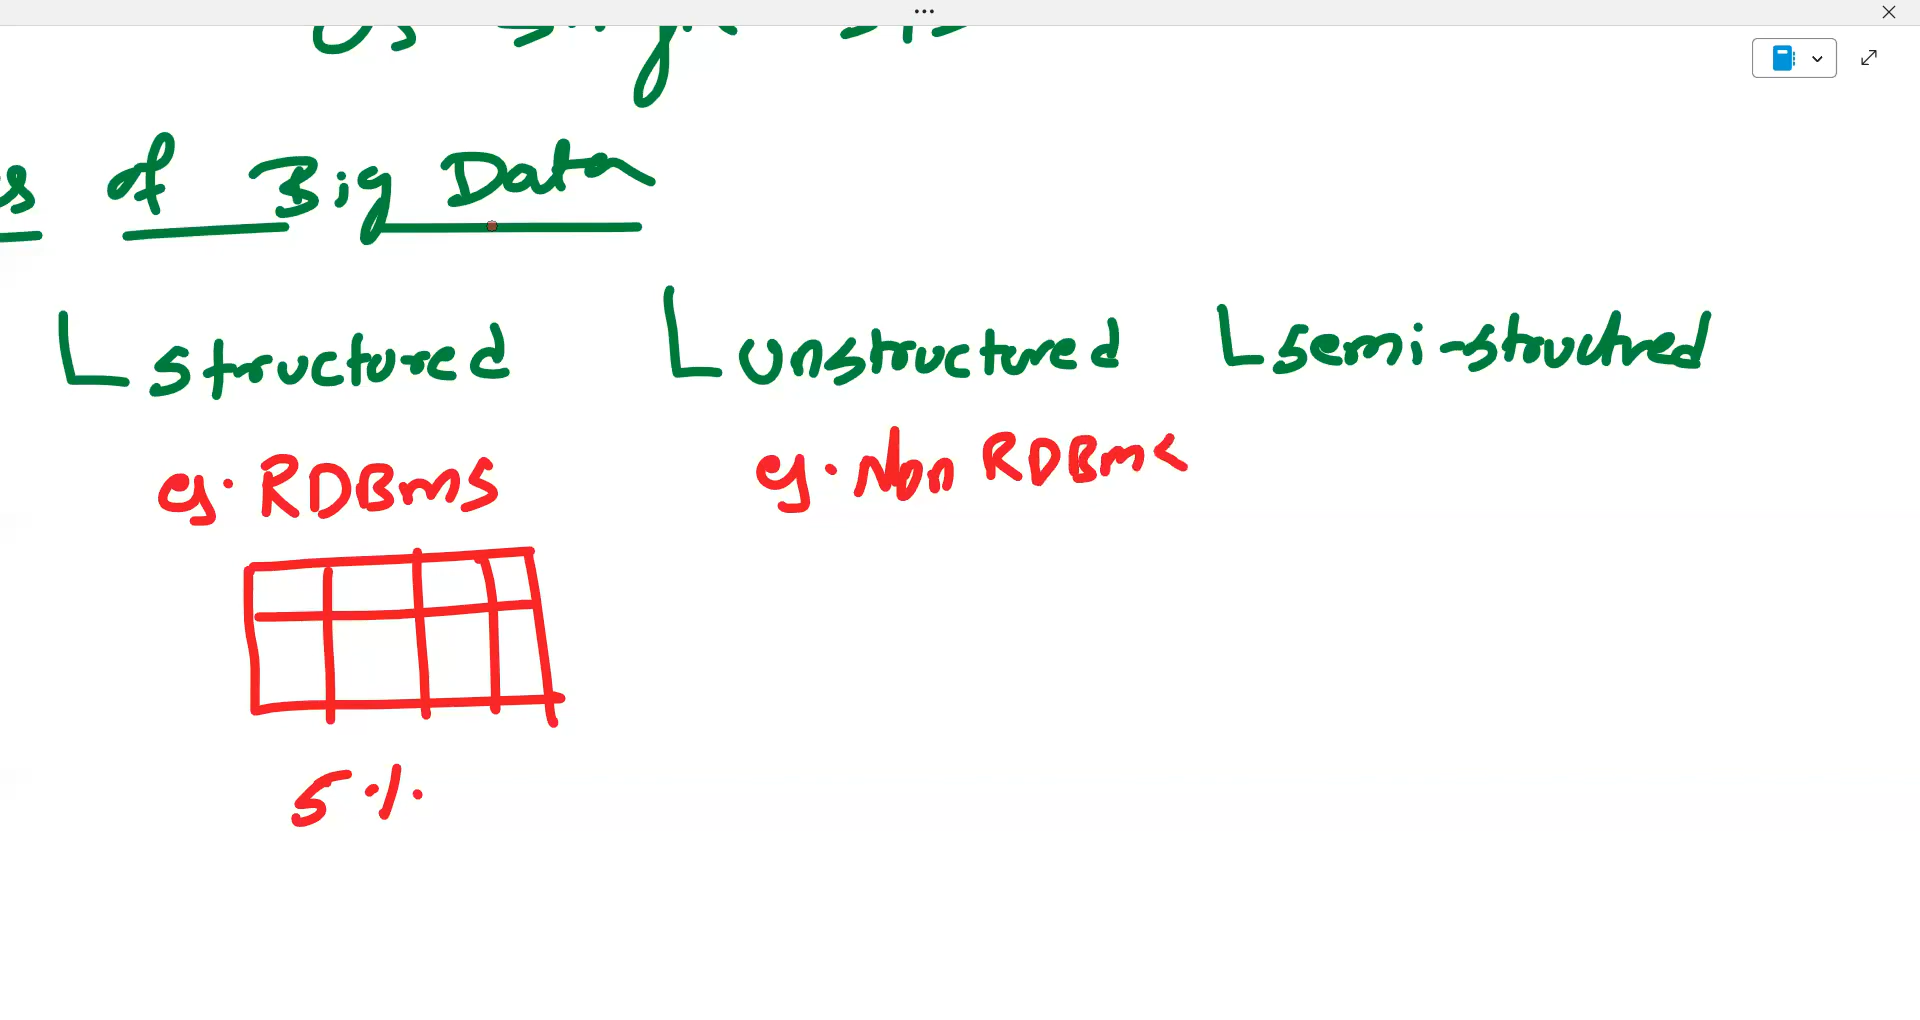 of Big Data
structured
unstructured
semi-structured
eg. RDBMS
eg. Non RDBMS
5 %